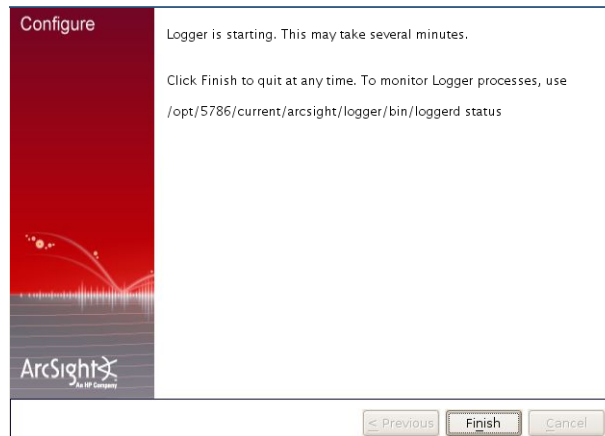 Configure
Logger is starting. This may take several minutes.
Click Finish to quit at any time. To monitor Logger processes, use
/opt/5786/current/arcsight/logger/bin/loggerd status
ArcSight
An HP Company
< Previous
Finish
Cancel